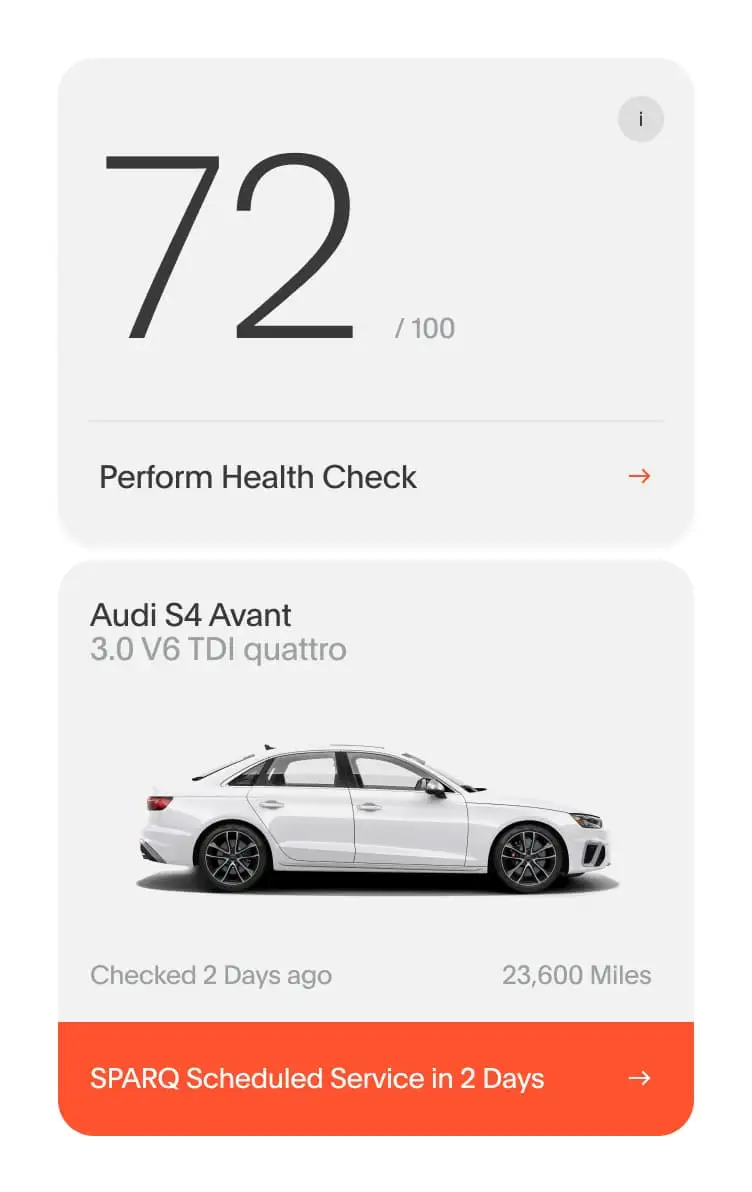 i
72 / 100
Perform Health Check →
Audi S4 Avant
3.0 V6 TDI quattro
Checked 2 Days ago 23,600 Miles
SPARQ Scheduled Service in 2 Days →